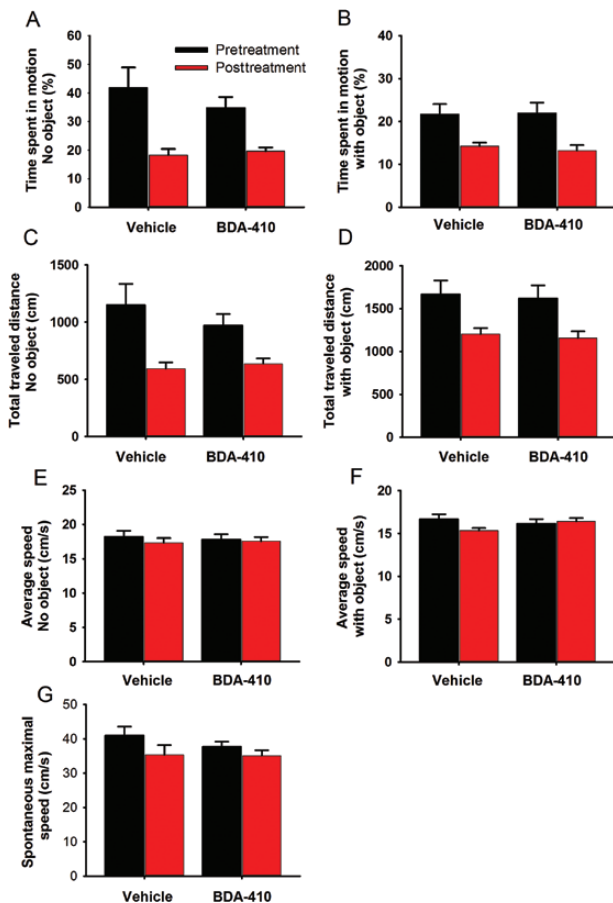 A
Time spent in motion
No object (%)
60
50
40
30
20
10
0
Pretreatment
Posttreatment
Vehicle
BDA-410
B
Time spent in motion
with object (%)
40
30
20
10
0
Vehicle
BDA-410
C
Total traveled distance
No object (cm)
1500
1000
500
0
Vehicle
BDA-410
D
Total traveled distance
with object (cm)
2000
1500
1000
500
0
Vehicle
BDA-410
E
Average speed
No object (cm/s)
25
20
15
10
5
0
Vehicle
BDA-410
F
Average speed
with object (cm/s)
20
15
10
5
0
Vehicle
BDA-410
G
Spontaneous maximal
speed (cm/s)
50
40
30
20
10
0
Vehicle
BDA-410